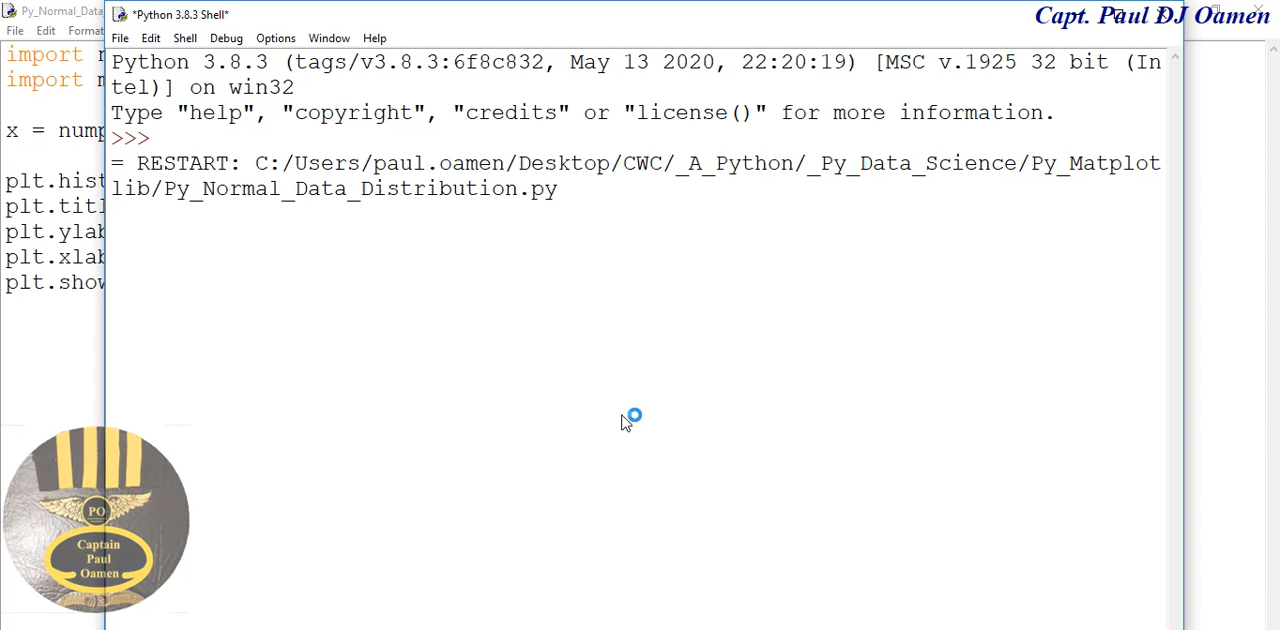 Py_Normal_Data
File Edit Format
import
import
x = nump
plt.hist
plt.titl
plt.ylab
plt.xlab
plt.show
*Python 3.8.3 Shell*
Capt. Paul DJ Oamen
File Edit Shell Debug Options Window Help
Python 3.8.3 (tags/v3.8.3:6f8c832, May 13 2020, 22:20:19) [MSC v.1925 32 bit (In
tel)] on win32
Type "help", "copyright", "credits" or "license()" for more information.
>>>
= RESTART: C:/Users/paul.oamen/Desktop/CWC/_A_Python/_Py_Data_Science/Py_Matplot
lib/Py_Normal_Data_Distribution.py
PO
Captain
Paul
Oamen